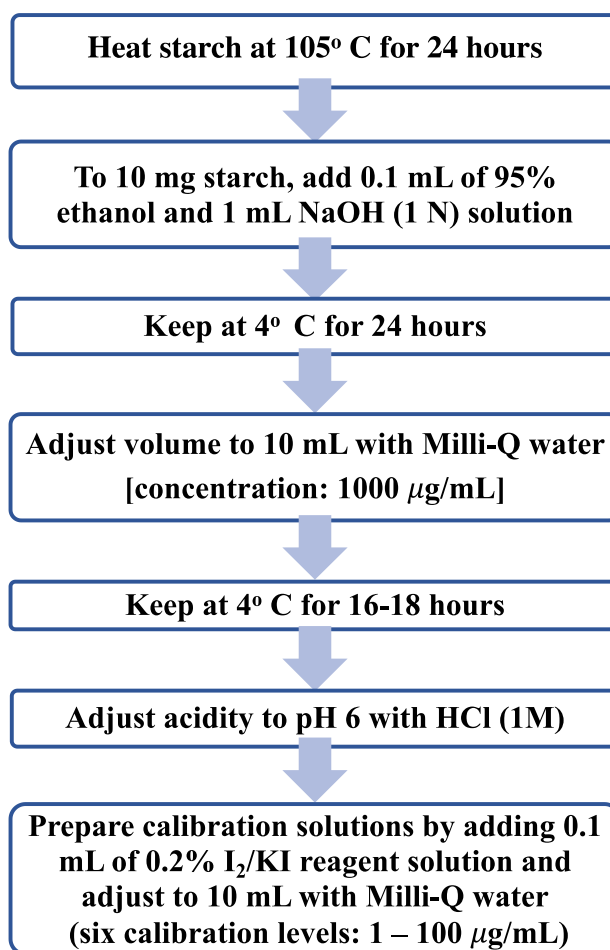 Heat starch at 105º C for 24 hours
To 10 mg starch, add 0.1 mL of 95%
ethanol and 1 mL NaOH (1 N) solution
Keep at 4º C for 24 hours
Adjust volume to 10 mL with Milli-Q water
[concentration: 1000 μg/mL]
Keep at 4º C for 16-18 hours
Adjust acidity to pH 6 with HCl (1M)
Prepare calibration solutions by adding 0.1
mL of 0.2% I₂/KI reagent solution and
adjust to 10 mL with Milli-Q water
(six calibration levels: 1 – 100 μg/mL)